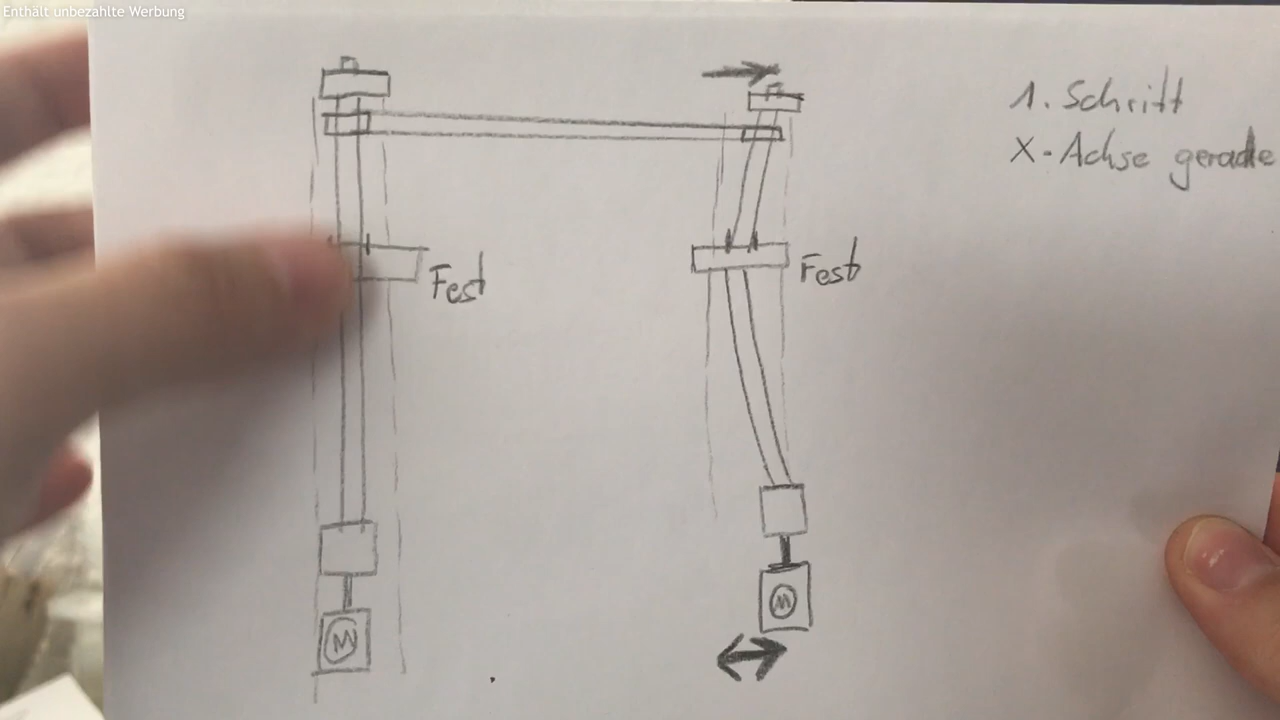 Enthält unbezahlte Werbung
1. Schritt
X-Achse gerade
Fest
Fest
M
M